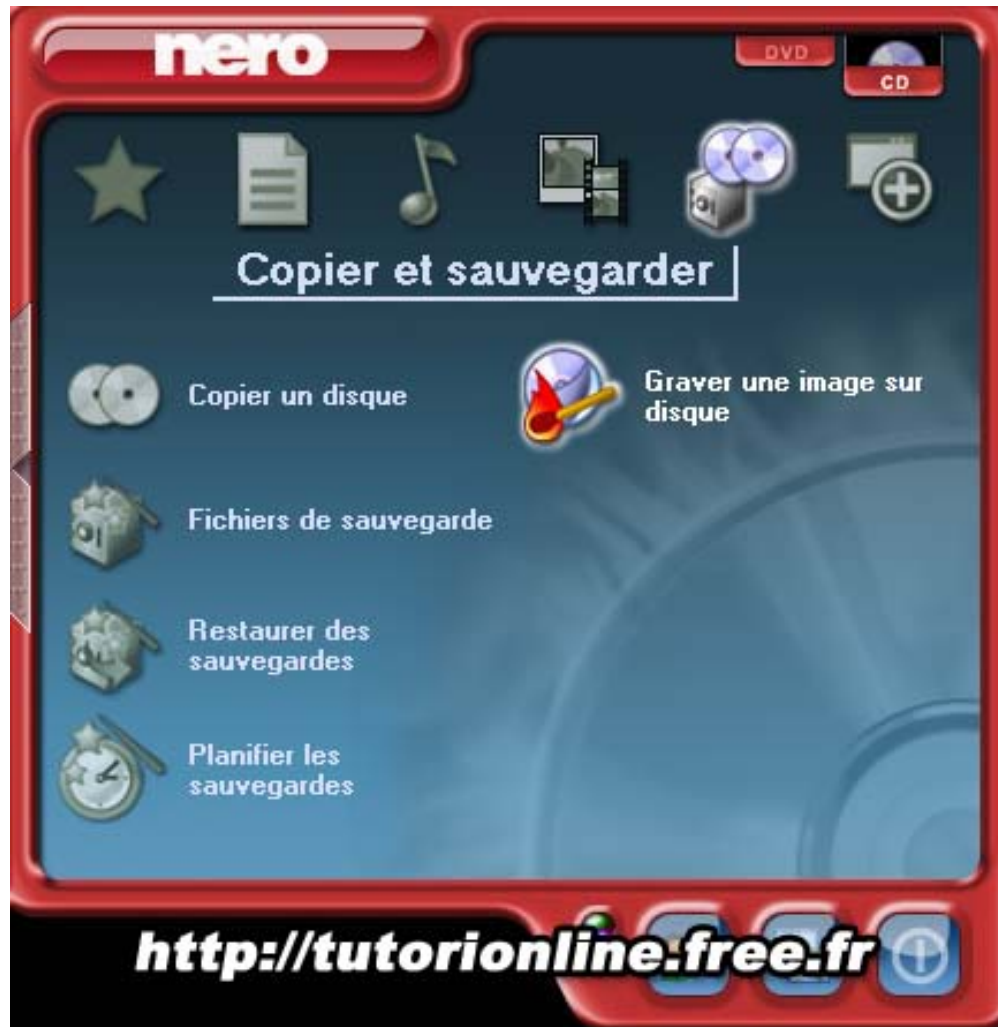 nero
DVD
CD
Copier et sauvegarder
Copier un disque
Graver une image sur
disque
Fichiers de sauvegarde
Restaurer des
sauvegardes
Planifier les
sauvegardes
http://tutorionline.free.fr